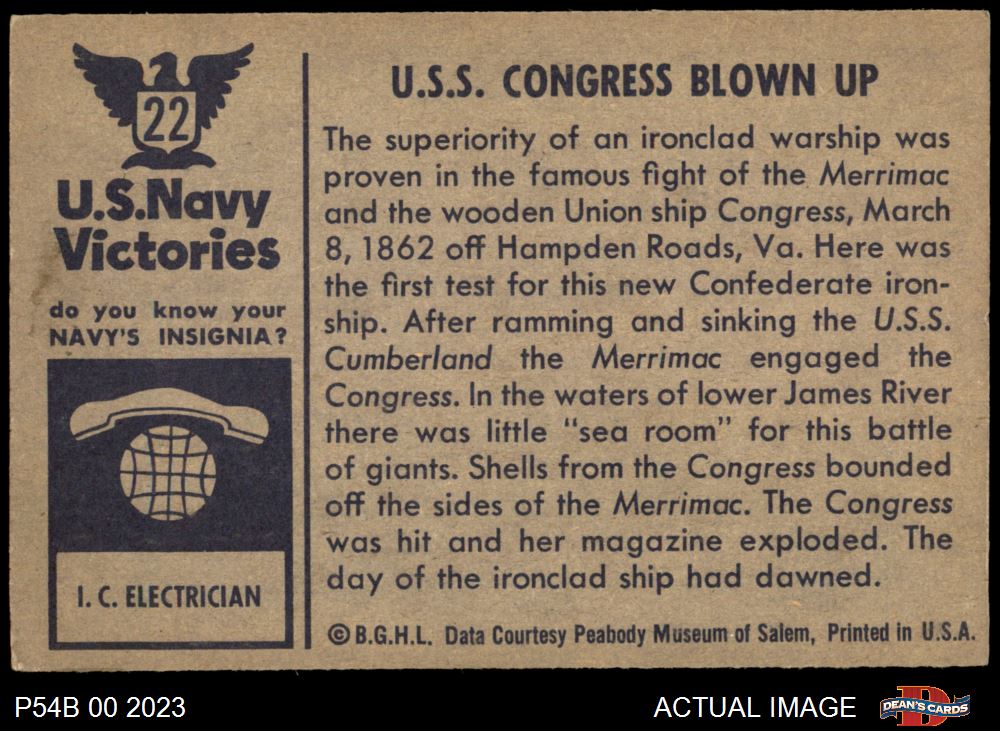 22
U.S.Navy
Victories
do you know your
NAVY'S INSIGNIA?
I. C. ELECTRICIAN
U.S.S. CONGRESS BLOWN UP
The superiority of an ironclad warship was
proven in the famous fight of the Merrimac
and the wooden Union ship Congress, March
8, 1862 off Hampden Roads, Va. Here was
the first test for this new Confederate iron-
ship. After ramming and sinking the U.S.S.
Cumberland the Merrimac engaged the
Congress. In the waters of lower James River
there was little "sea room" for this battle
of giants. Shells from the Congress bounded
off the sides of the Merrimac. The Congress
was hit and her magazine exploded. The
day of the ironclad ship had dawned.
© B.G.H.L. Data Courtesy Peabody Museum of Salem, Printed in U.S.A.
P54B 00 2023
ACTUAL IMAGE
D
DEAN'S CARDS